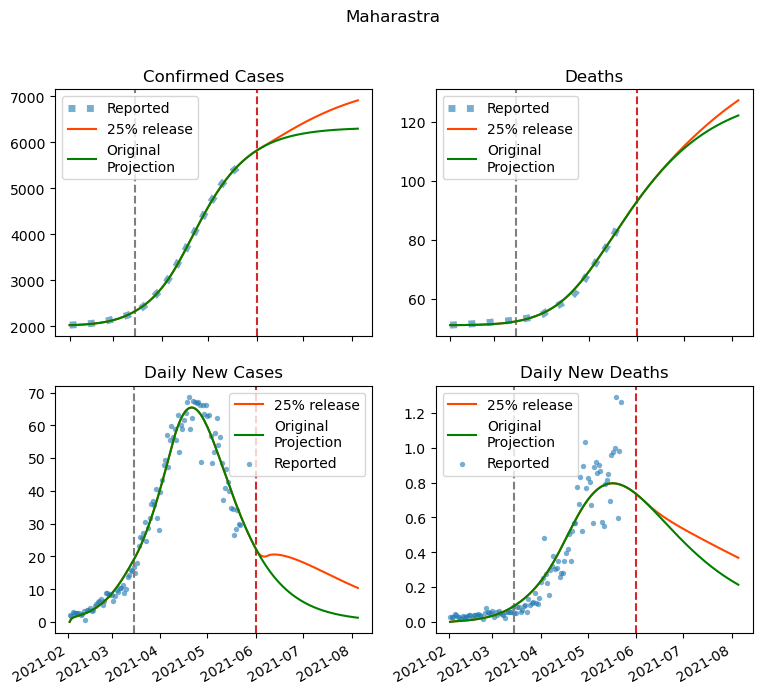 Maharastra
Confirmed Cases
7000
6000
5000
4000
3000
2000
Reported
25% release
Original
Projection
Deaths
120
100
80
60
Reported
25% release
Original
Projection
Daily New Cases
70
60
50
40
30
20
10
0
25% release
Original
Projection
Reported
2021-02
2021-03
2021-04
2021-05
2021-06
2021-07
2021-08
Daily New Deaths
1.2
1.0
0.8
0.6
0.4
0.2
0.0
25% release
Original
Projection
Reported
2021-02
2021-03
2021-04
2021-05
2021-06
2021-07
2021-08